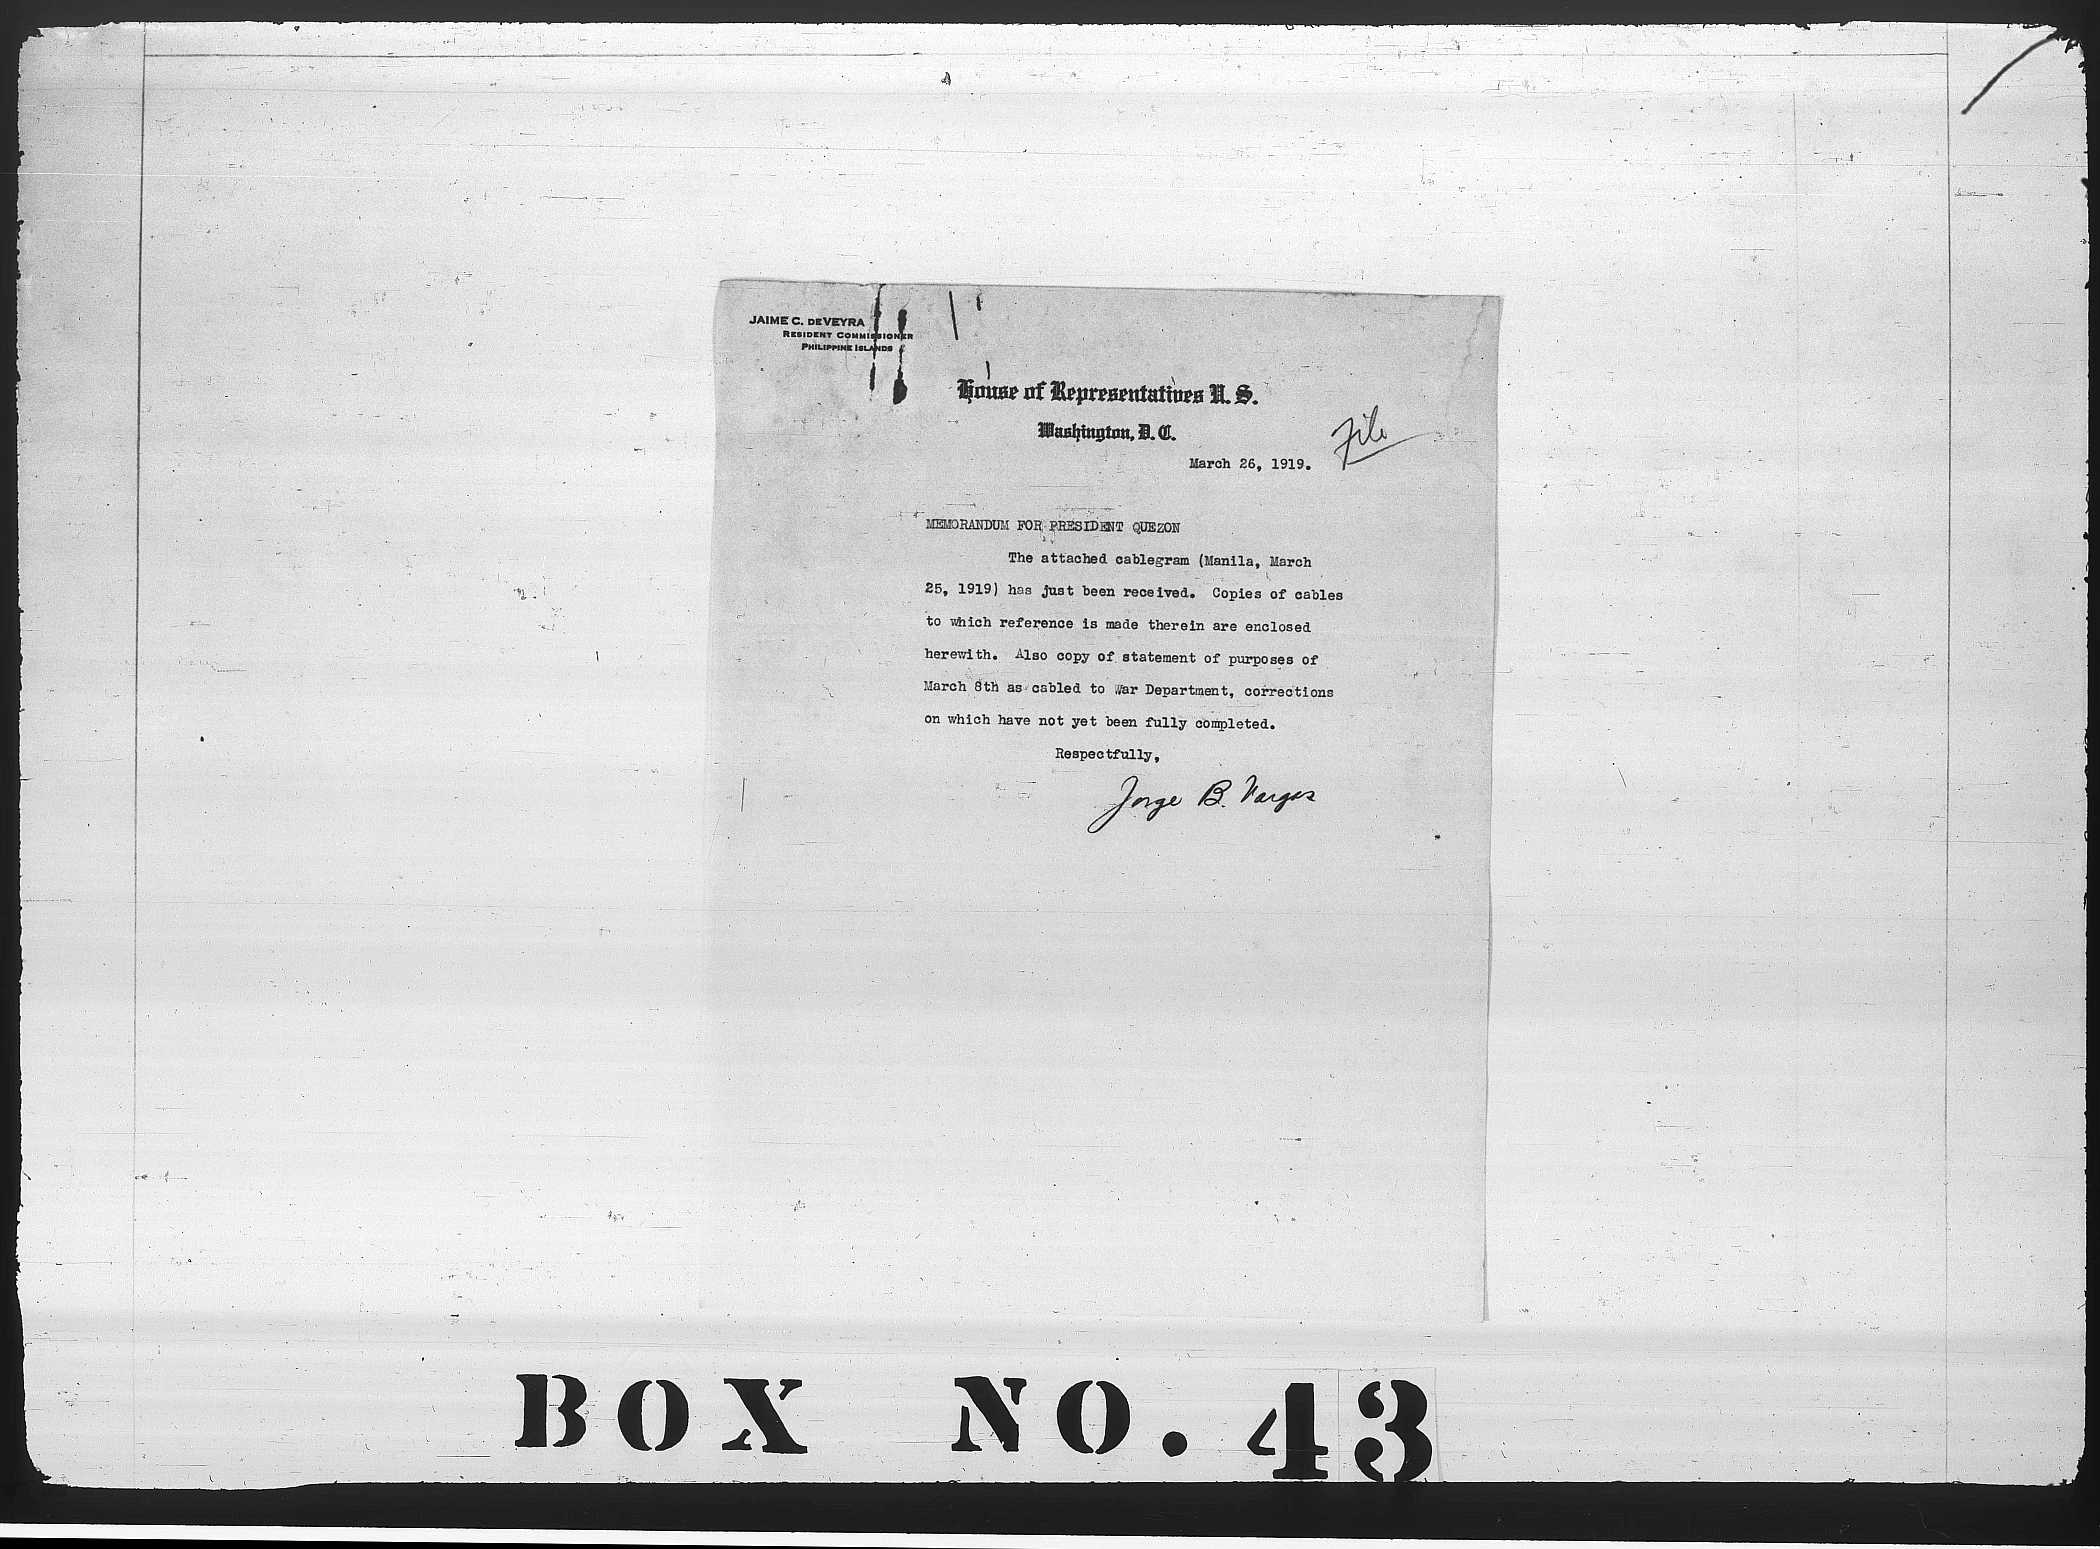 JAIME C. DEVEYRA
RESIDENT COMMISSIONER
PHILIPPINE ISLANDS
House of Representatives U. S.
Washington, D. C.
File
March 26, 1919.
MEMORANDUM FOR PRESIDENT QUEZON
The attached cablegram (Manila, March
25, 1919) has just been received. Copies of cables
to which reference is made therein are enclosed
herewith. Also copy of statement of purposes of
March 8th as cabled to War Department, corrections
on which have not yet been fully completed.
Respectfully,
Jorge B. Vargas
BOX NO. 43